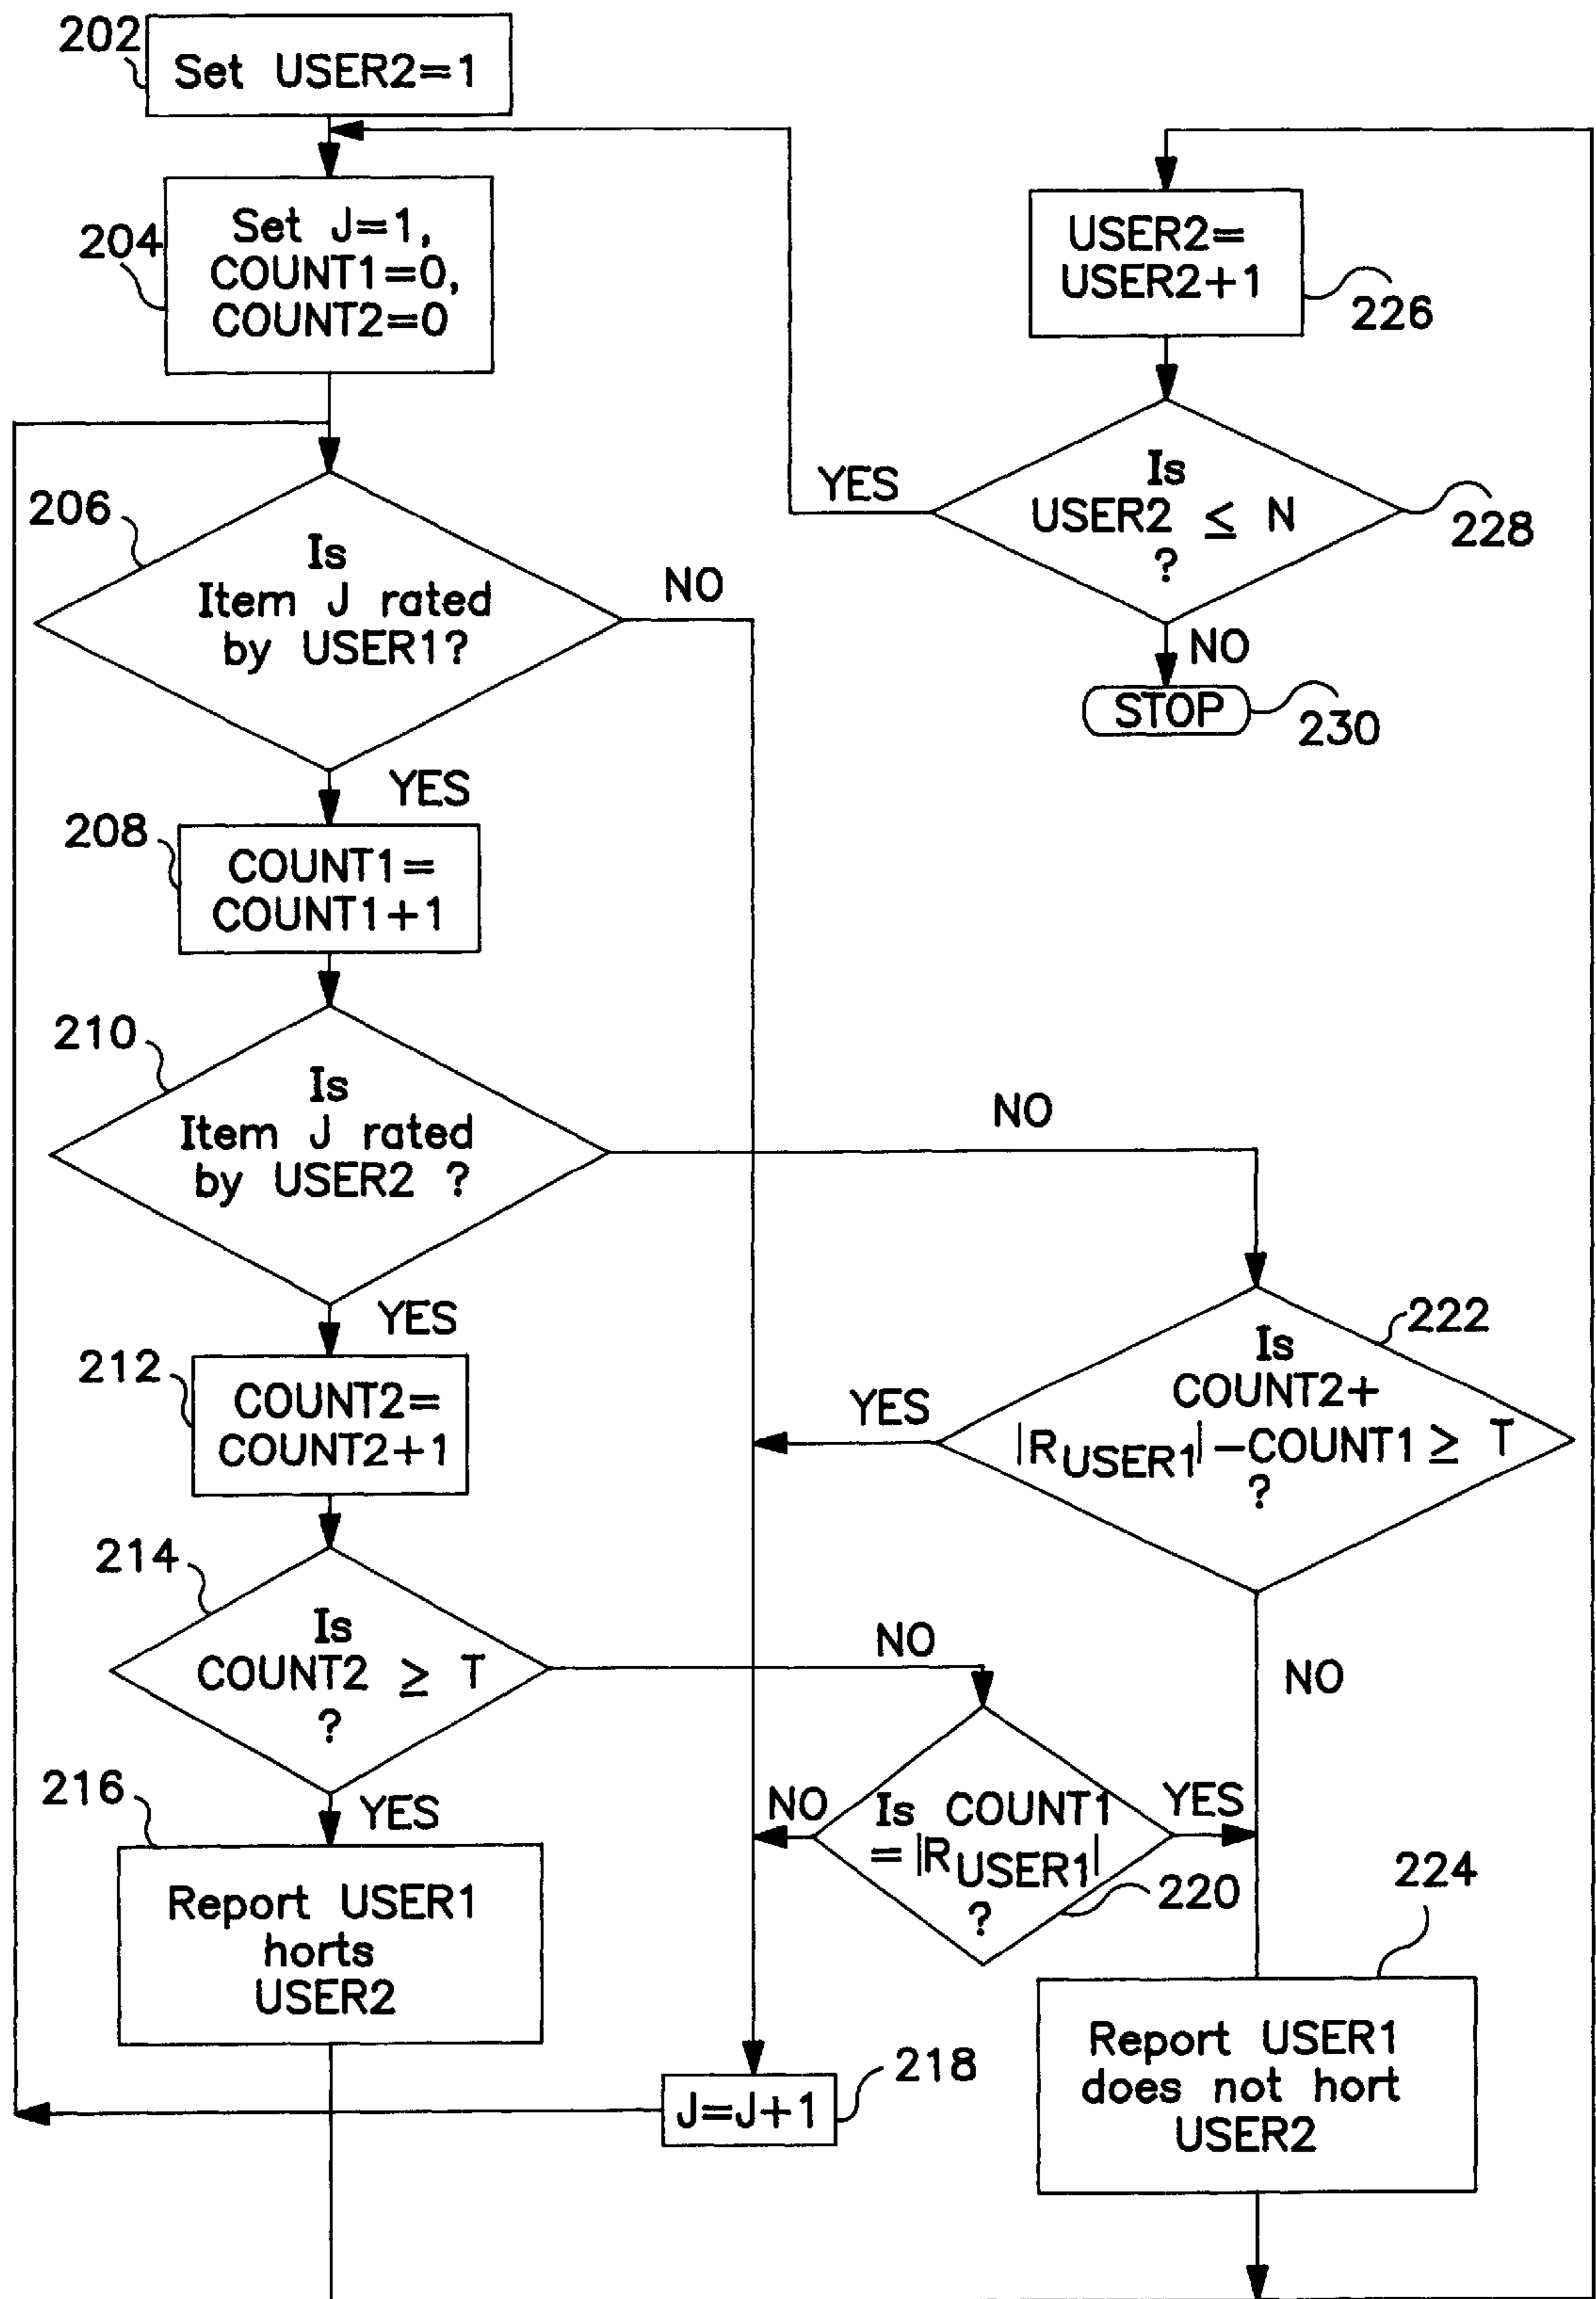 202
Set USER2=1
204
Set J=1,
COUNT1=0,
COUNT2=0
206
Is
Item J rated
by USER1?
NO
YES
208
COUNT1=
COUNT1+1
210
Is
Item J rated
by USER2 ?
NO
YES
212
COUNT2=
COUNT2+1
214
Is
COUNT2 ≥ T
?
NO
YES
216
Report USER1
horts
USER2
J=J+1
218
NO
Is COUNT1
=|RUSER1|
?
YES
220
222
Is
COUNT2+
|RUSER1|-COUNT1 ≥ T
?
YES
NO
224
Report USER1
does not hort
USER2
USER2=
USER2+1
226
Is
USER2 ≤ N
?
YES
228
NO
STOP
230